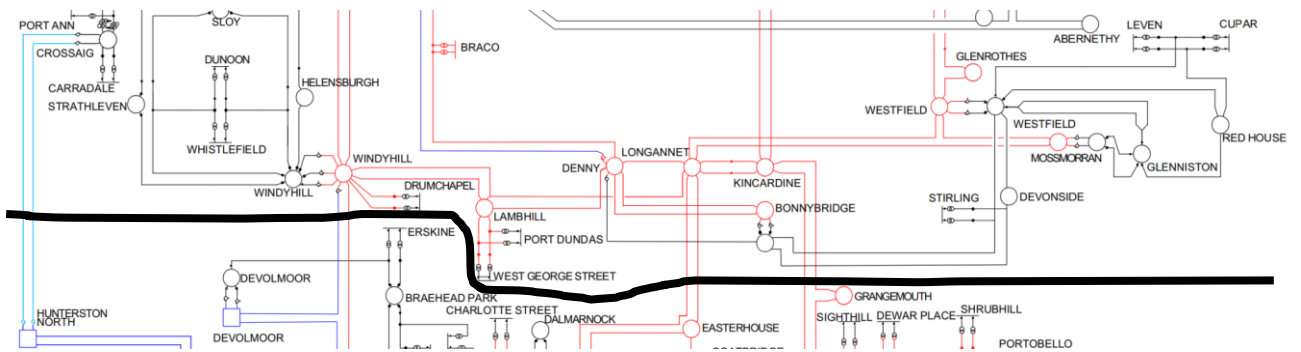 PORT ANN
SLOY
LEVEN
CUPAR
ABERNETHY
CROSSAIG
BRACO
DUNOON
GLENROTHES
CARRADALE
HELENSBURGH
STRATHLEVEN
WESTFIELD
WESTFIELD
RED HOUSE
WHISTLEFIELD
WINDYHILL
LONGANNET
MOSSMORRAN
DENNY
GLENNISTON
WINDYHILL
DRUMCHAPEL
KINCARDINE
STIRLING
DEVONSIDE
BONNYBRIDGE
LAMBHILL
ERSKINE
PORT DUNDAS
DEVOLMOOR
WEST GEORGE STREET
BRAEHEAD PARK
GRANGEMOUTH
CHARLOTTE STREET
HUNTERSTON
NORTH
DALMARNOCK
SIGHTHILL
DEWAR PLACE
SHRUBHILL
EASTERHOUSE
DEVOLMOOR
PORTOBELLO